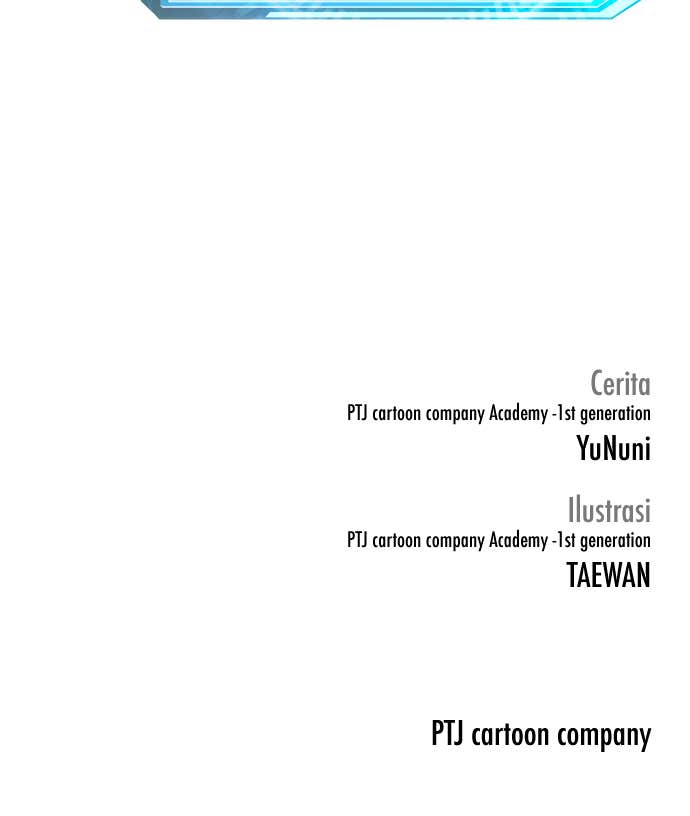 Cerita
PTJ cartoon company Academy -1st generation
YuNuni
Ilustrasi
PTJ cartoon company Academy -1st generation
TAEWAN
PTJ cartoon company